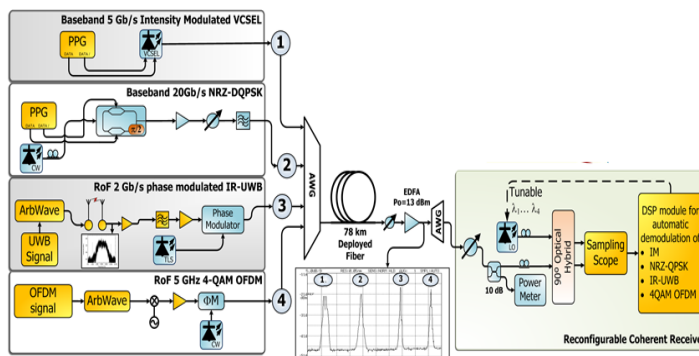 Baseband 5 Gb/s Intensity Modulated VCSEL
PPG
DATA DATA!
VCSEL
1
Baseband 20Gb/s NRZ-DQPSK
PPG
DATA DATA!
π/2
CW
2
RoF 2 Gb/s phase modulated IR-UWB
ArbWave
UWB
Signal
Phase
Modulator
TLS
3
RoF 5 GHz 4-QAM OFDM
OFDM
signal
ArbWave
ΦM
CW
4
AWG
78 km
Deployed
Fiber
EDFA
Po=13 dBm
AWG
1 2 3 4
Tunable
λ1... λ4
LO
10 dB
Power
Meter
90º Optical
Hybrid
Sampling
Scope
DSP module for
automatic
demodulation of
• IM
• NRZ-QPSK
• IR-UWB
• 4QAM OFDM
Reconfigurable Coherent Receive